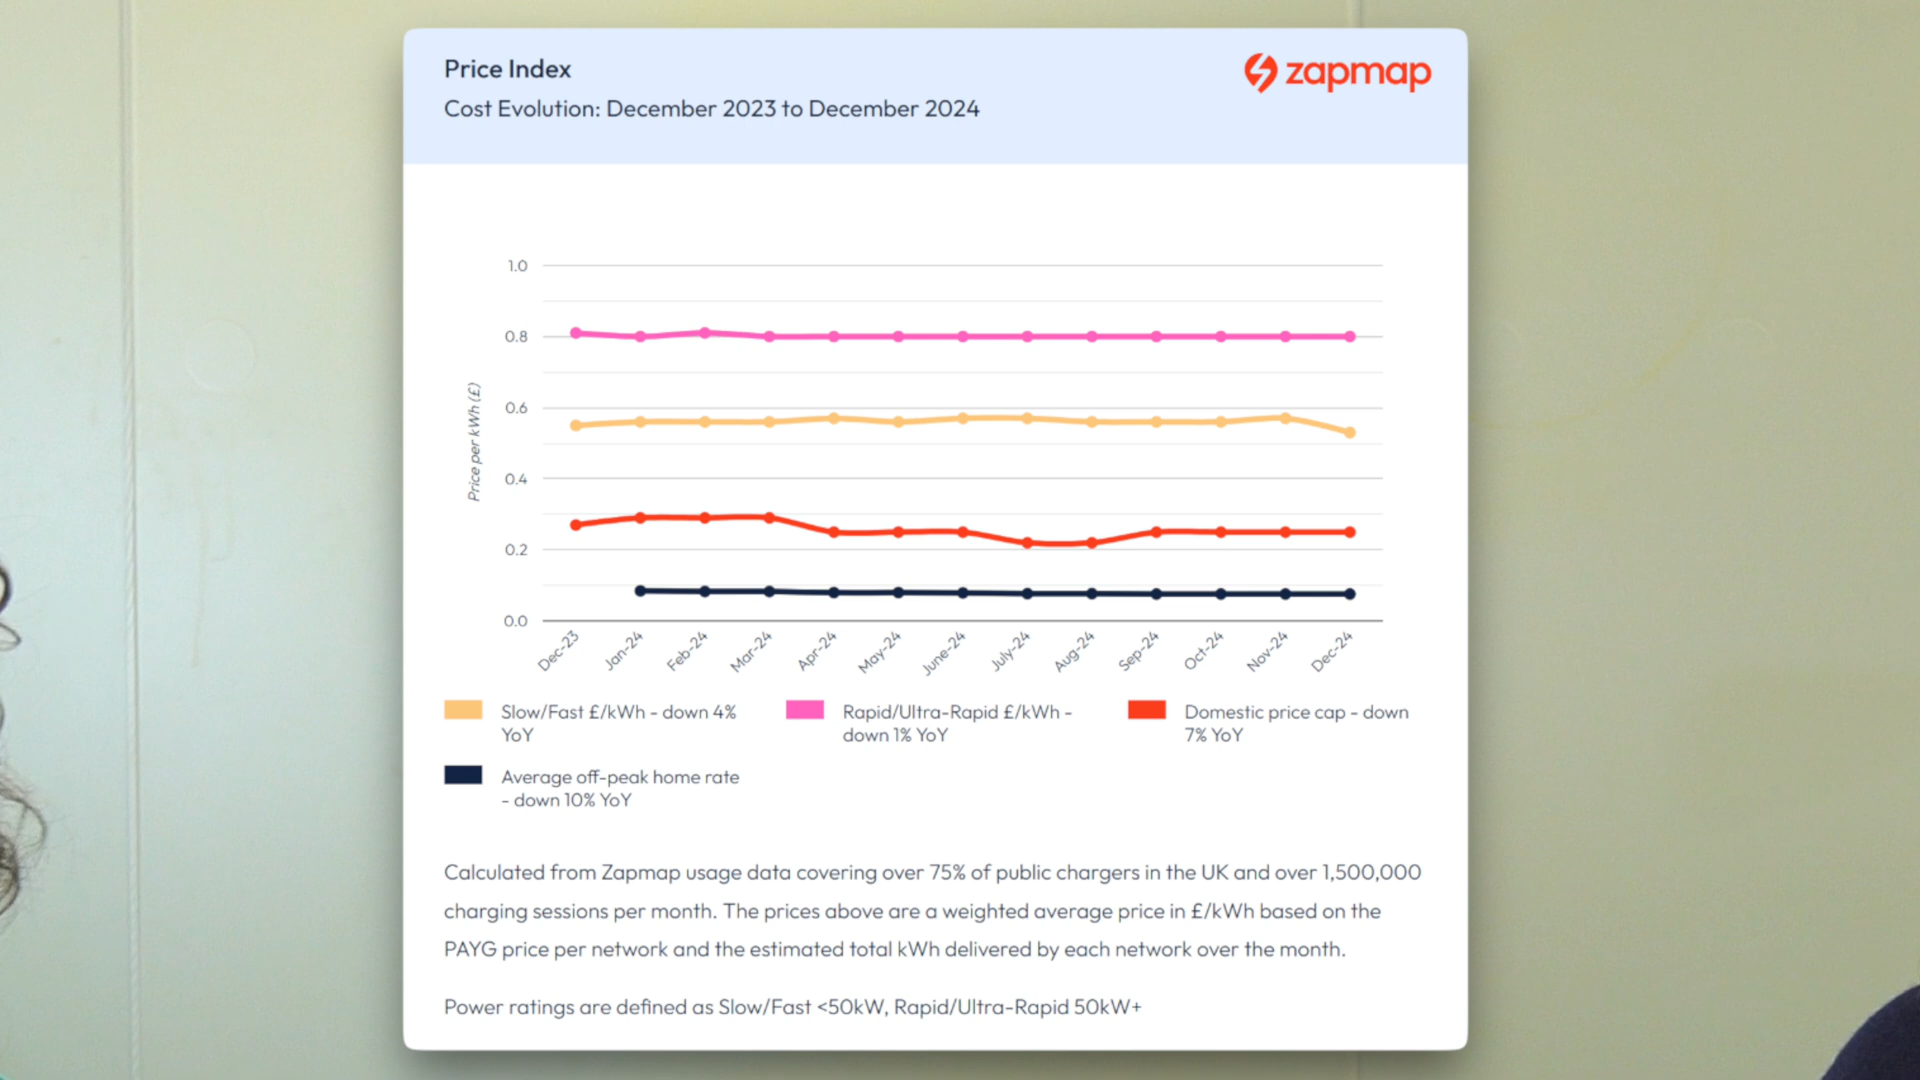 Price Index
zapmap
Cost Evolution: December 2023 to December 2024
1.0
0.8
0.6
0.4
0.2
0.0
Price per kWh (£)
Dec-23
Jan-24
Feb-24
Mar-24
Apr-24
May-24
June-24
July-24
Aug-24
Sep-24
Oct-24
Nov-24
Dec-24
Slow/Fast £/kWh - down 4%
YoY
Rapid/Ultra-Rapid £/kWh -
down 1% YoY
Domestic price cap - down
7% YoY
Average off-peak home rate
- down 10% YoY
Calculated from Zapmap usage data covering over 75% of public chargers in the UK and over 1,500,000
charging sessions per month. The prices above are a weighted average price in £/kWh based on the
PAYG price per network and the estimated total kWh delivered by each network over the month.
Power ratings are defined as Slow/Fast <50kW, Rapid/Ultra-Rapid 50kW+